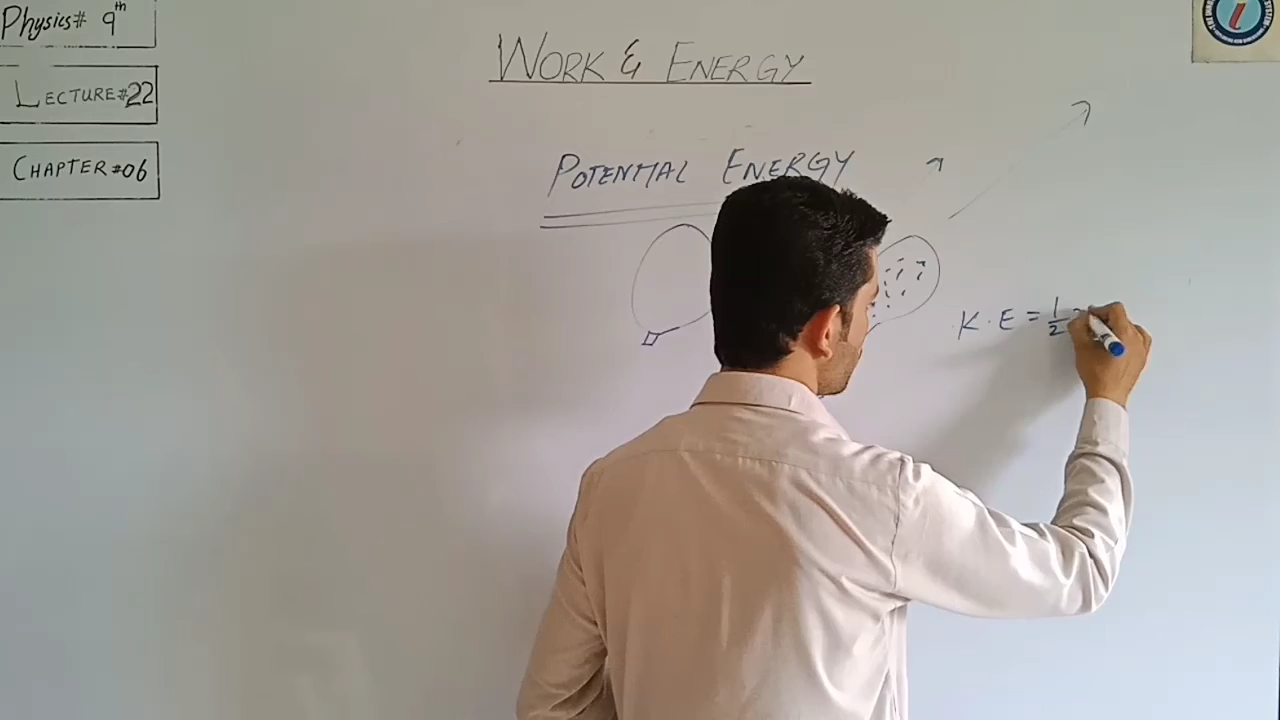 Physics# 9th
LECTURE#22
CHAPTER#06
WORK & ENERGY
POTENTIAL ENERGY
K.E = 1/2